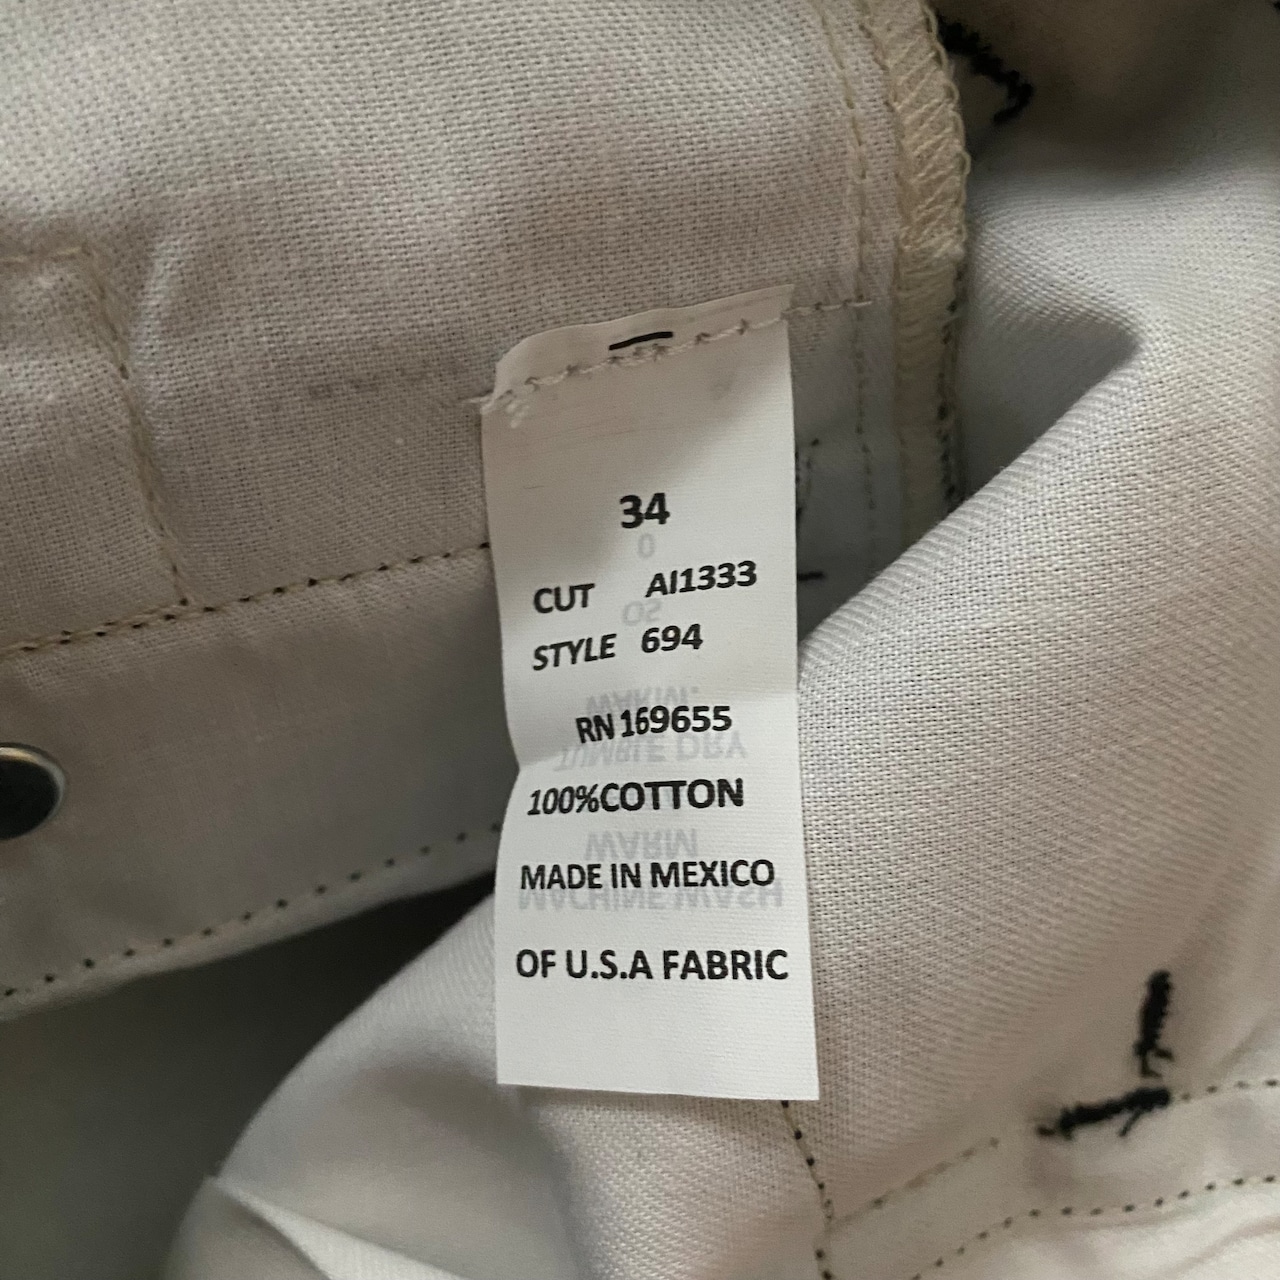 34
CUT AI1333
STYLE 694
RN 169655
100%COTTON
MADE IN MEXICO
OF U.S.A FABRIC